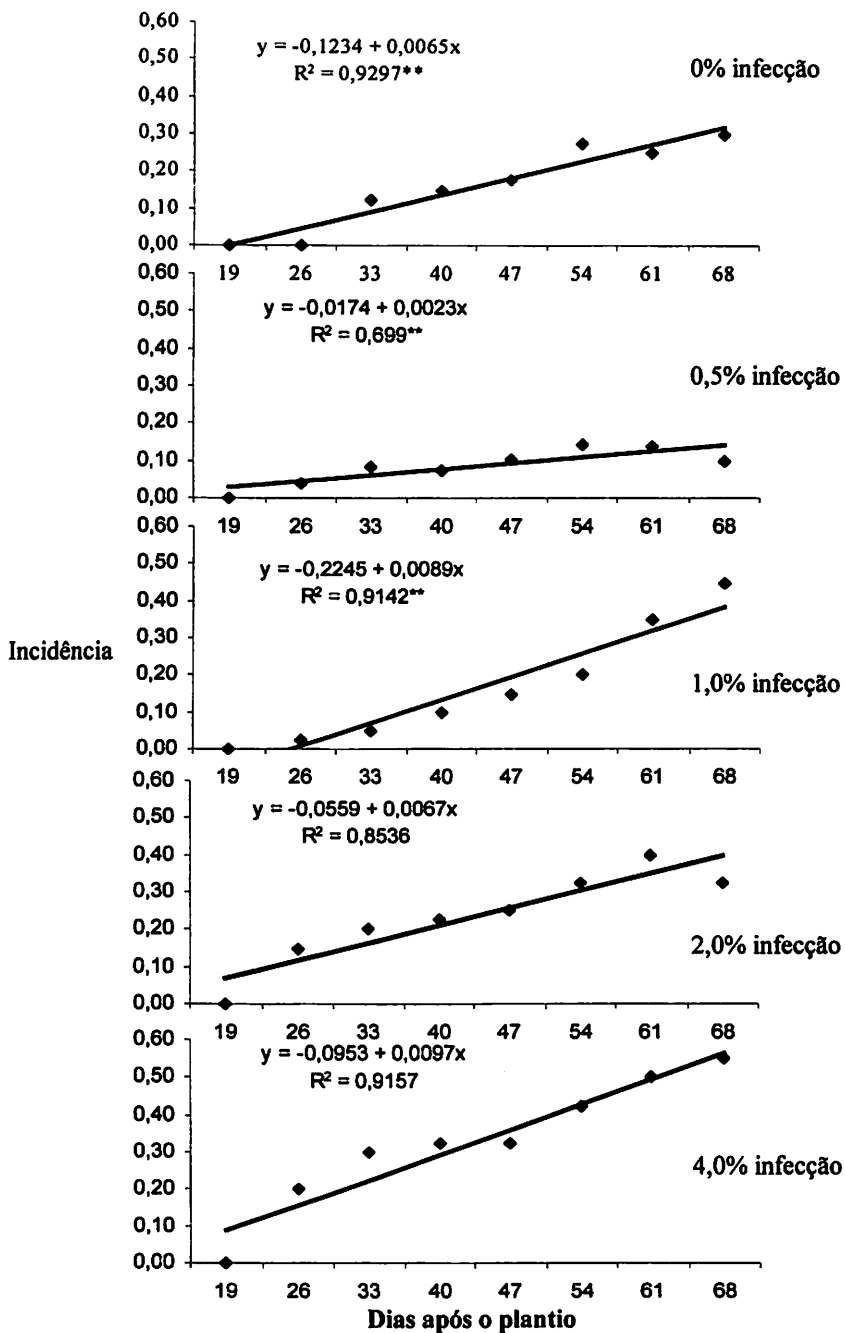 0,60
y = -0,1234 + 0,0065x
0,50
R² = 0,9297**
0% infecção
0,40
0,30
0,20
0,10
0,00
19 26 33 40 47 54 61 68
0,60
y = -0,0174 + 0,0023x
0,50
R² = 0,699**
0,40
0,5% infecção
0,30
0,20
0,10
0,00
19 26 33 40 47 54 61 68
0,60
y = -0,2245 + 0,0089x
0,50
R² = 0,9142**
0,40
0,30
Incidência
0,20
1,0% infecção
0,10
0,00
19 26 33 40 47 54 61 68
0,60
y = -0,0559 + 0,0067x
0,50
R² = 0,8536
0,40
0,30
0,20
2,0% infecção
0,10
0,00
19 26 33 40 47 54 61 68
0,60
y = -0,0953 + 0,0097x
0,50
R² = 0,9157
0,40
0,30
4,0% infecção
0,20
0,10
0,00
19 26 33 40 47 54 61 68
Dias após o plantio